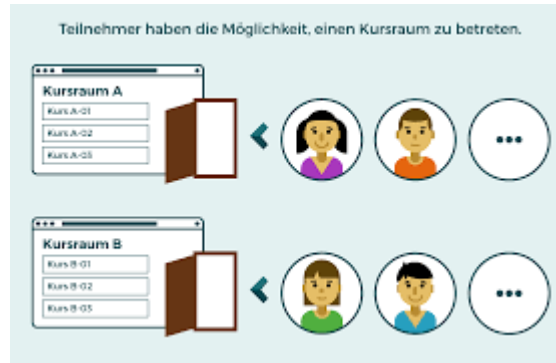 Teilnehmer haben die Möglichkeit, einen Kursraum zu betreten.
Kursraum A
Kurs A-01
Kurs A-02
Kurs A-03
Kursraum B
Kurs B-01
Kurs B-02
Kurs B-03